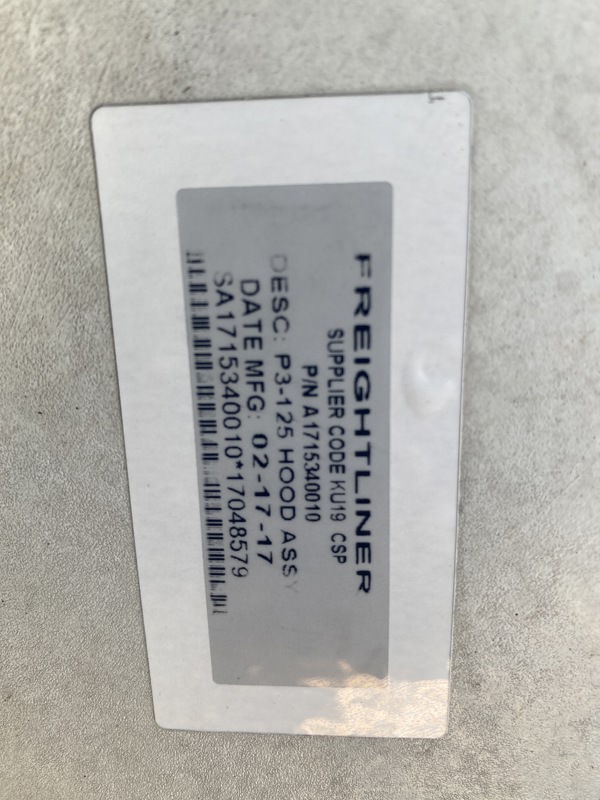 FREIGHTLINER
SUPPLIER CODE KU19 CSP
P/N A1715340010
DESC: P3-125 HOOD ASSY
DATE MFG: 02-17-17
SA1715340010*17048579